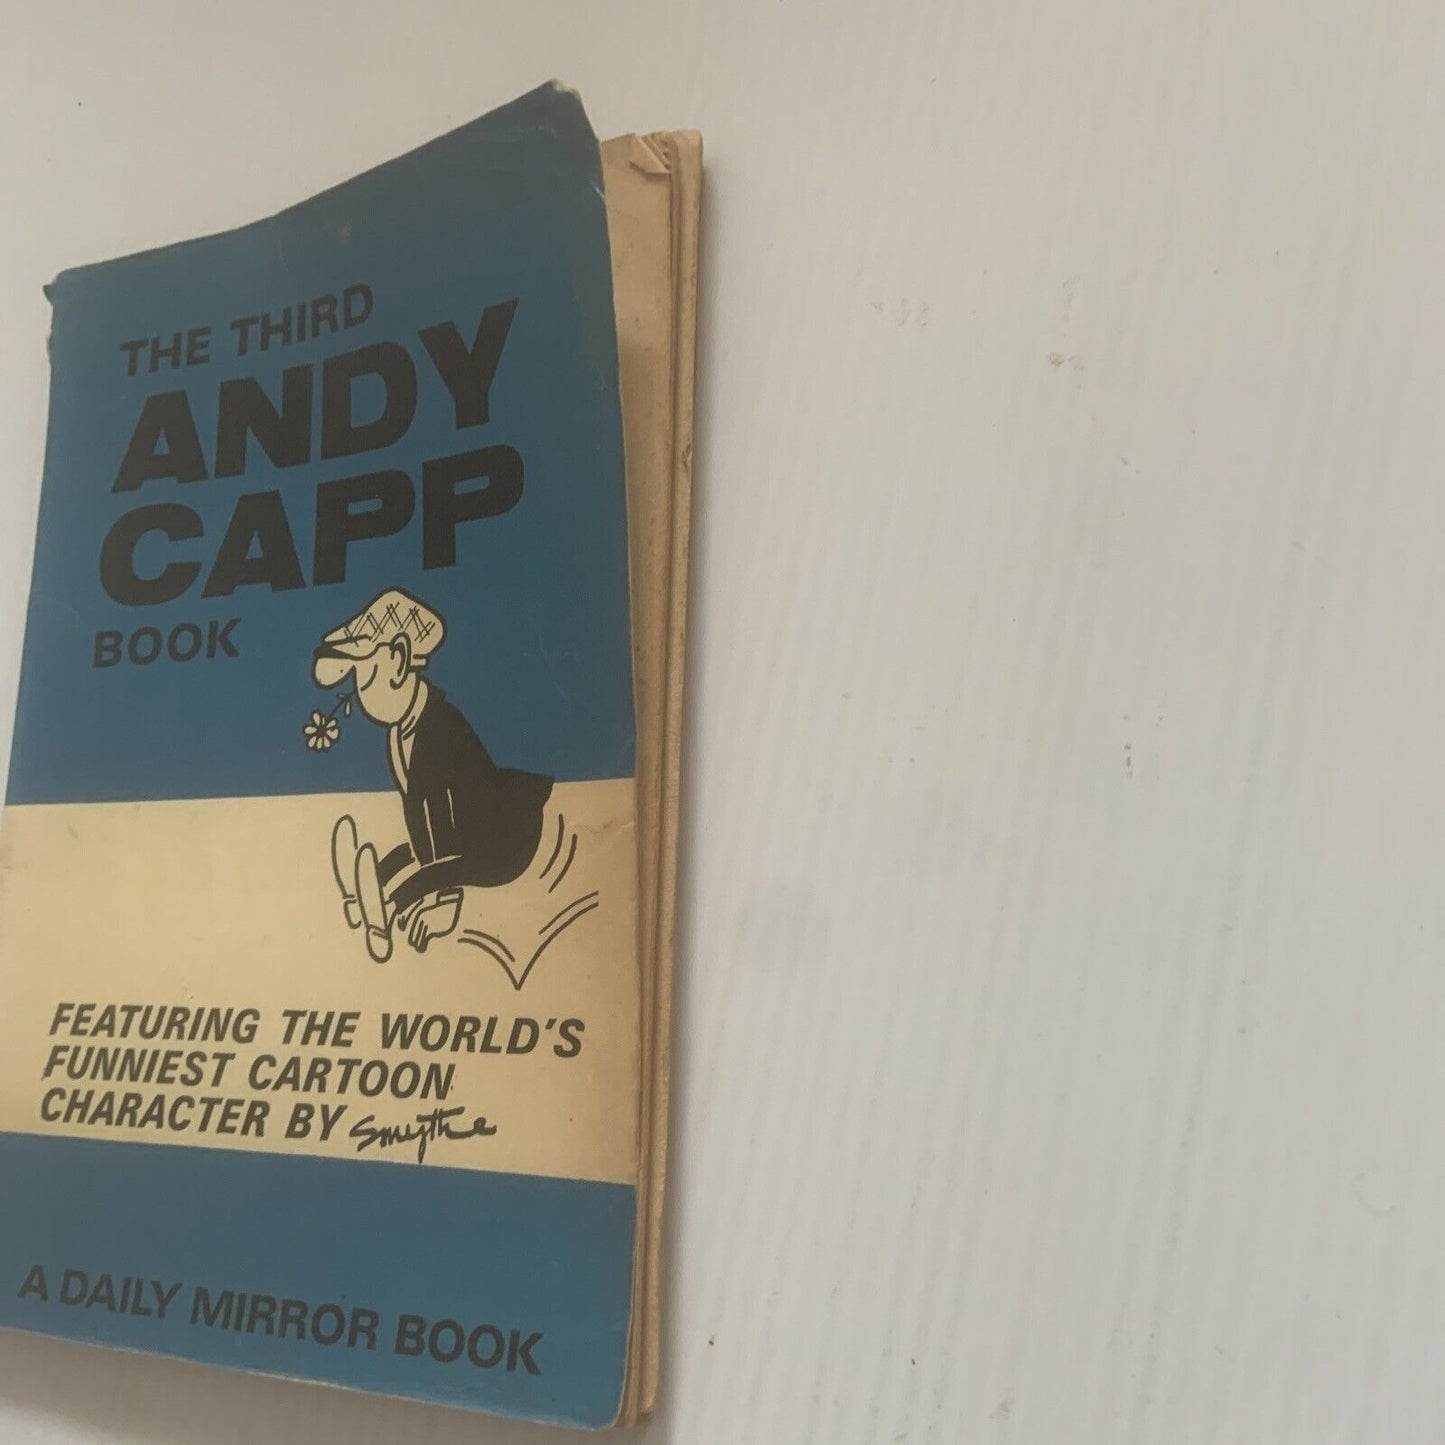 THE THIRD
ANDY
CAPP
BOOK
FEATURING THE WORLD'S
FUNNIEST CARTOON
CHARACTER BY Smythe
A DAILY MIRROR BOOK